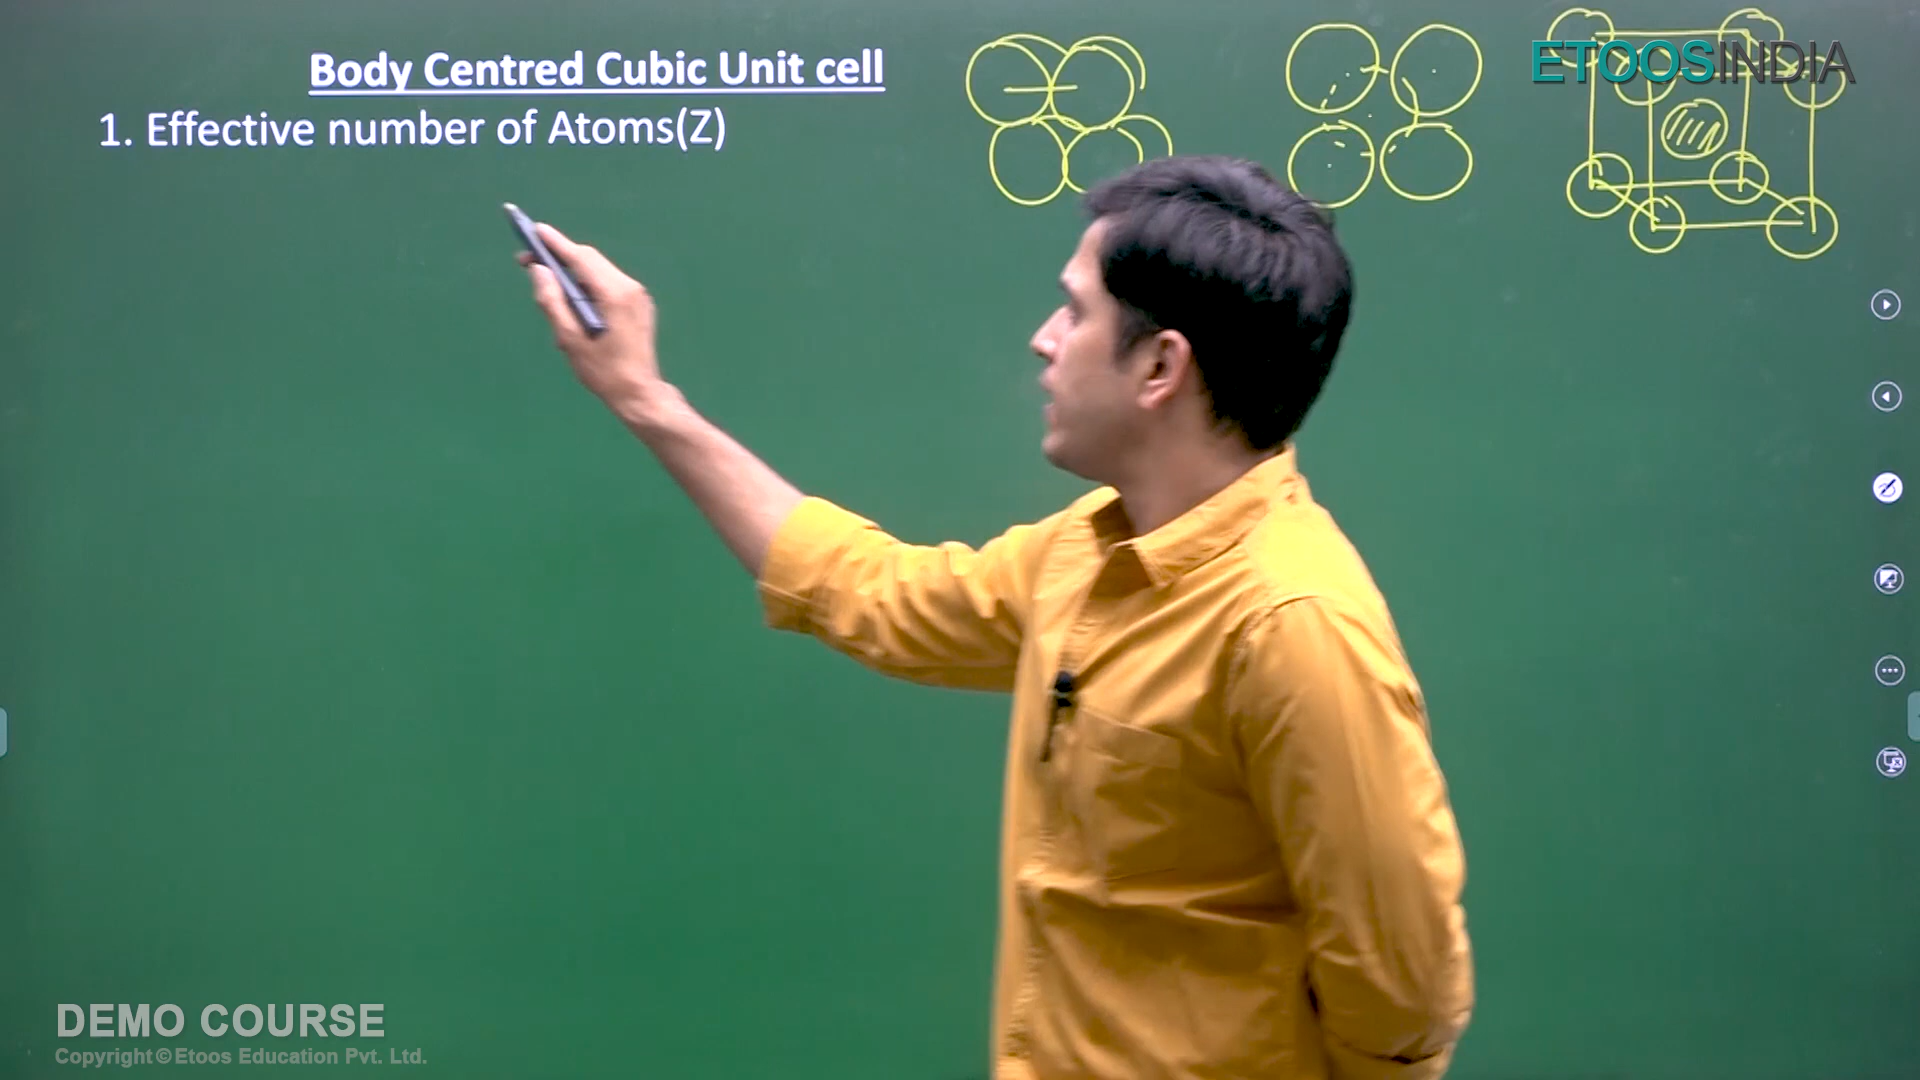 Body Centred Cubic Unit cell
1. Effective number of Atoms(Z)
ETOOSINDIA
DEMO COURSE
Copyright©Etoos Education Pvt. Ltd.